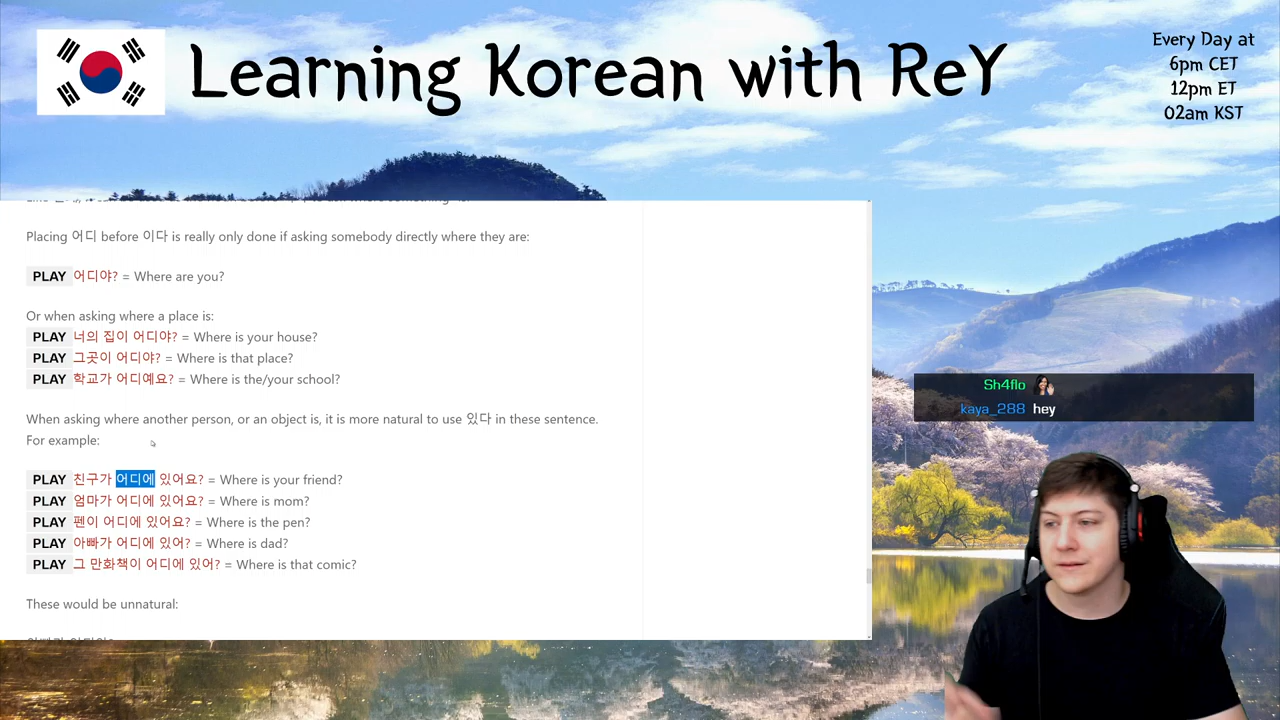 Learning Korean with ReY
Every Day at
6pm CET
12pm ET
02am KST
Placing 어디 before 이다 is really only done if asking somebody directly where they are:
PLAY 어디야? = Where are you?
Or when asking where a place is:
PLAY 너의 집이 어디야? = Where is your house?
PLAY 그곳이 어디야? = Where is that place?
PLAY 학교가 어디예요? = Where is the/your school?
When asking where another person, or an object is, it is more natural to use 있다 in these sentence.
For example:
PLAY 친구가 어디에 있어요? = Where is your friend?
PLAY 엄마가 어디에 있어요? = Where is mom?
PLAY 펜이 어디에 있어요? = Where is the pen?
PLAY 아빠가 어디에 있어? = Where is dad?
PLAY 그 만화책이 어디에 있어? = Where is that comic?
These would be unnatural:
Sh4flo
kaya_288 hey